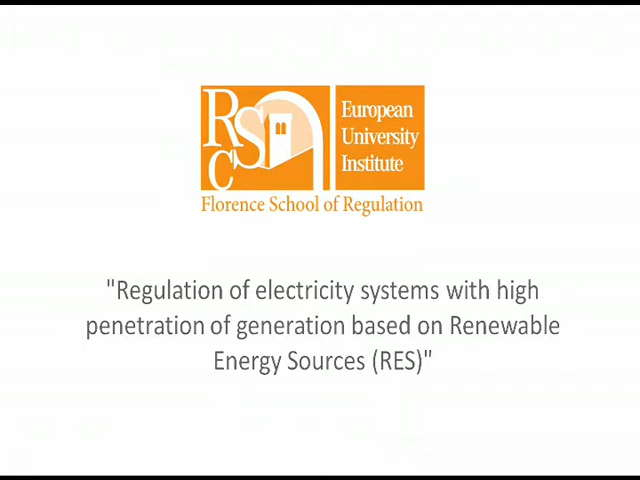 RSC
European
University
Institute
Florence School of Regulation
"Regulation of electricity systems with high
penetration of generation based on Renewable
Energy Sources (RES)"